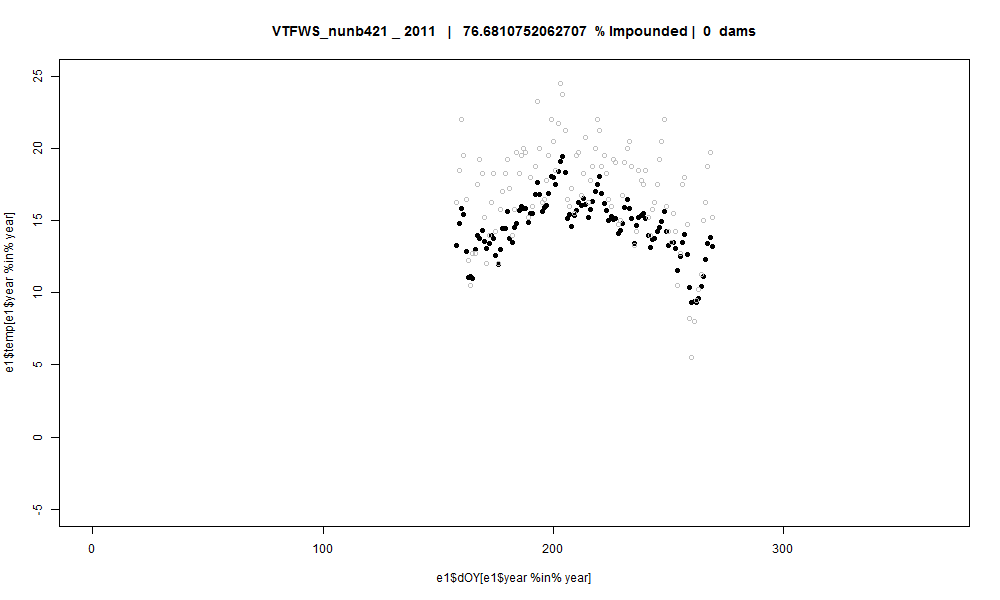 VTFWS_nunb421 _ 2011 | 76.6810752062707 % Impounded | 0 dams
25
20
15
10
5
0
-5
e1$temp[e1$year %in% year]
0 100 200 300
e1$dOY[e1$year %in% year]